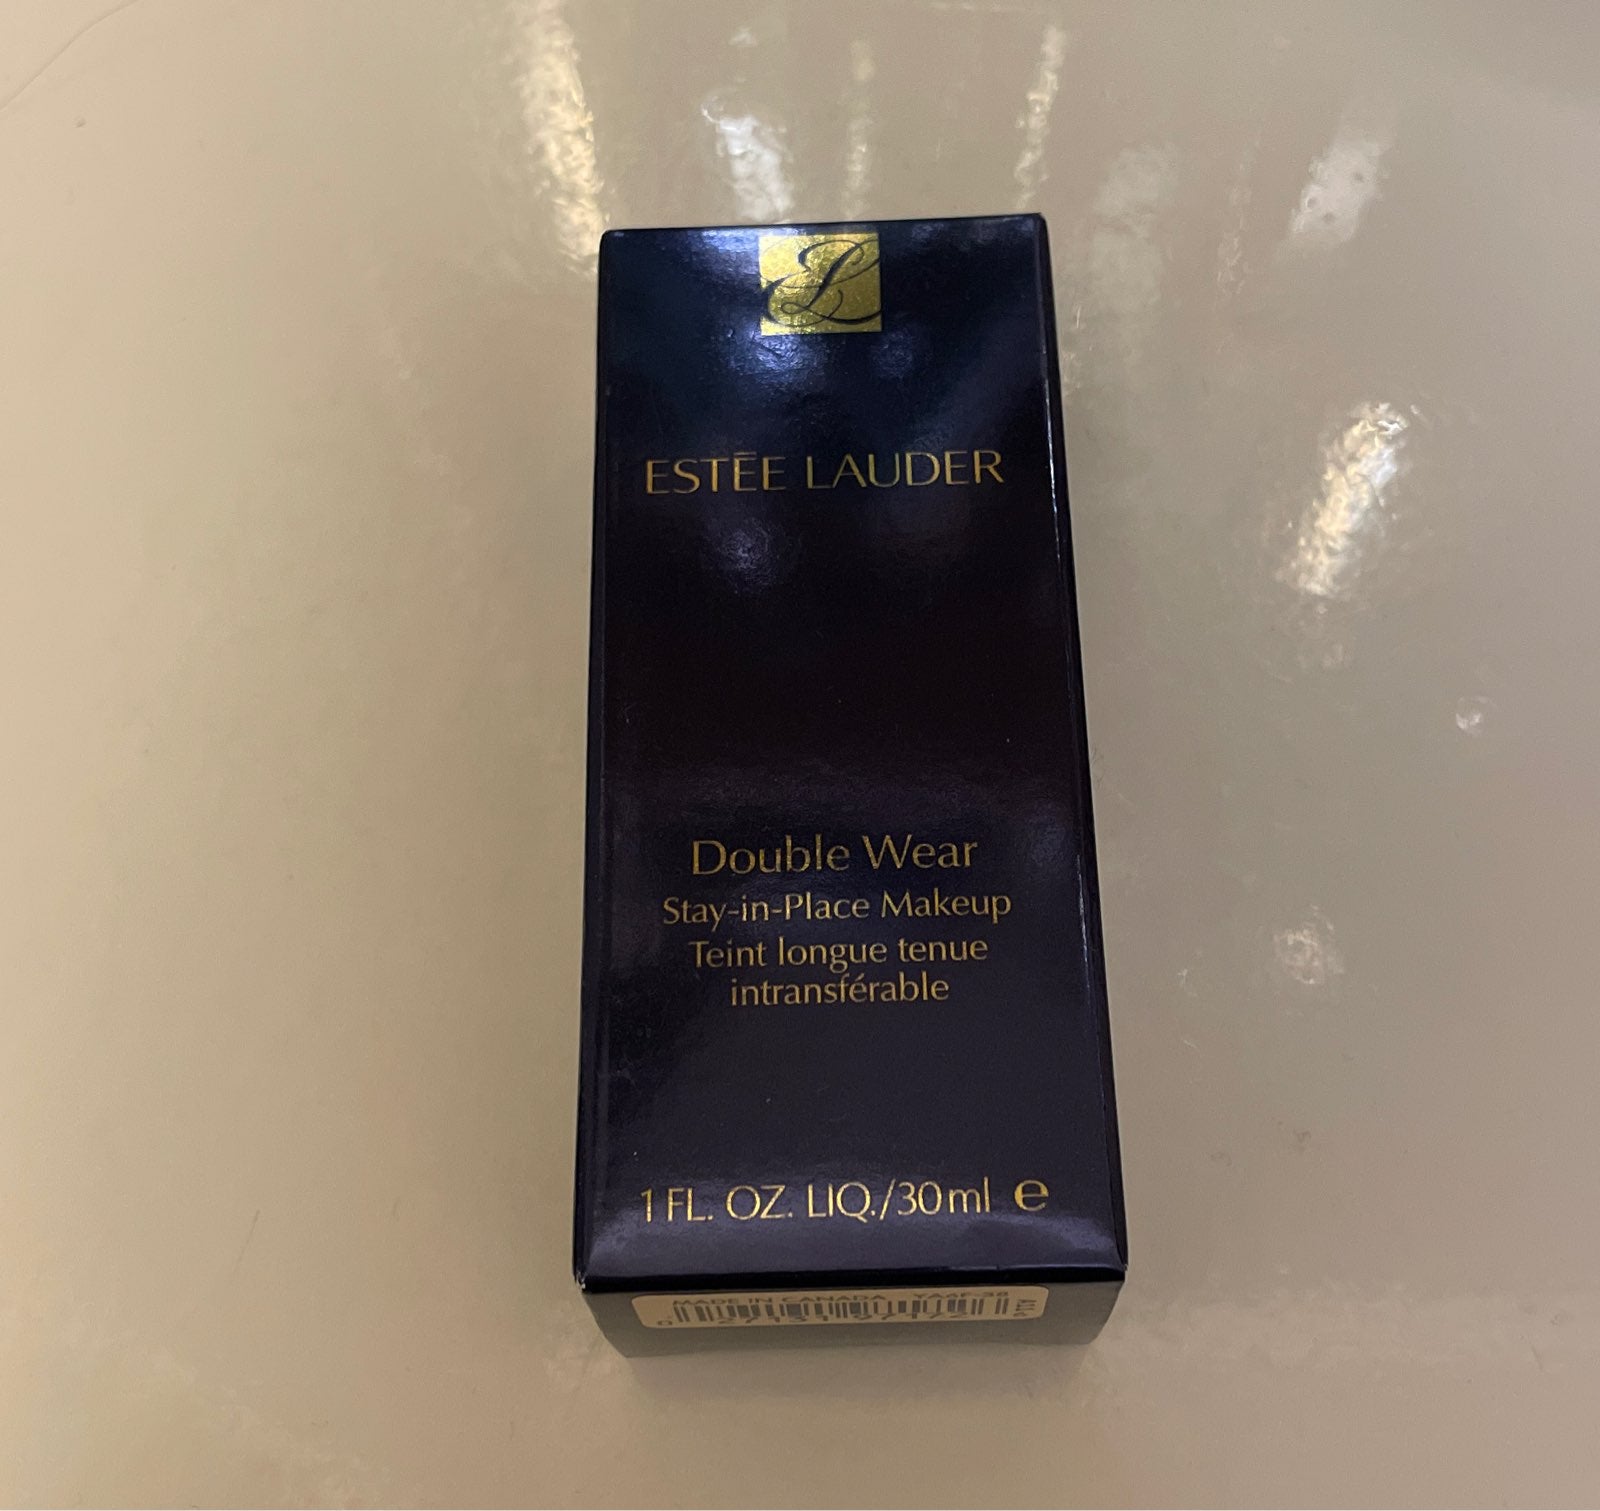 ESTĒE LAUDER
Double Wear
Stay-in-Place Makeup
Teint longue tenue
intransférable
1 FL. OZ. LIQ./30ml e
MADE IN CANADA